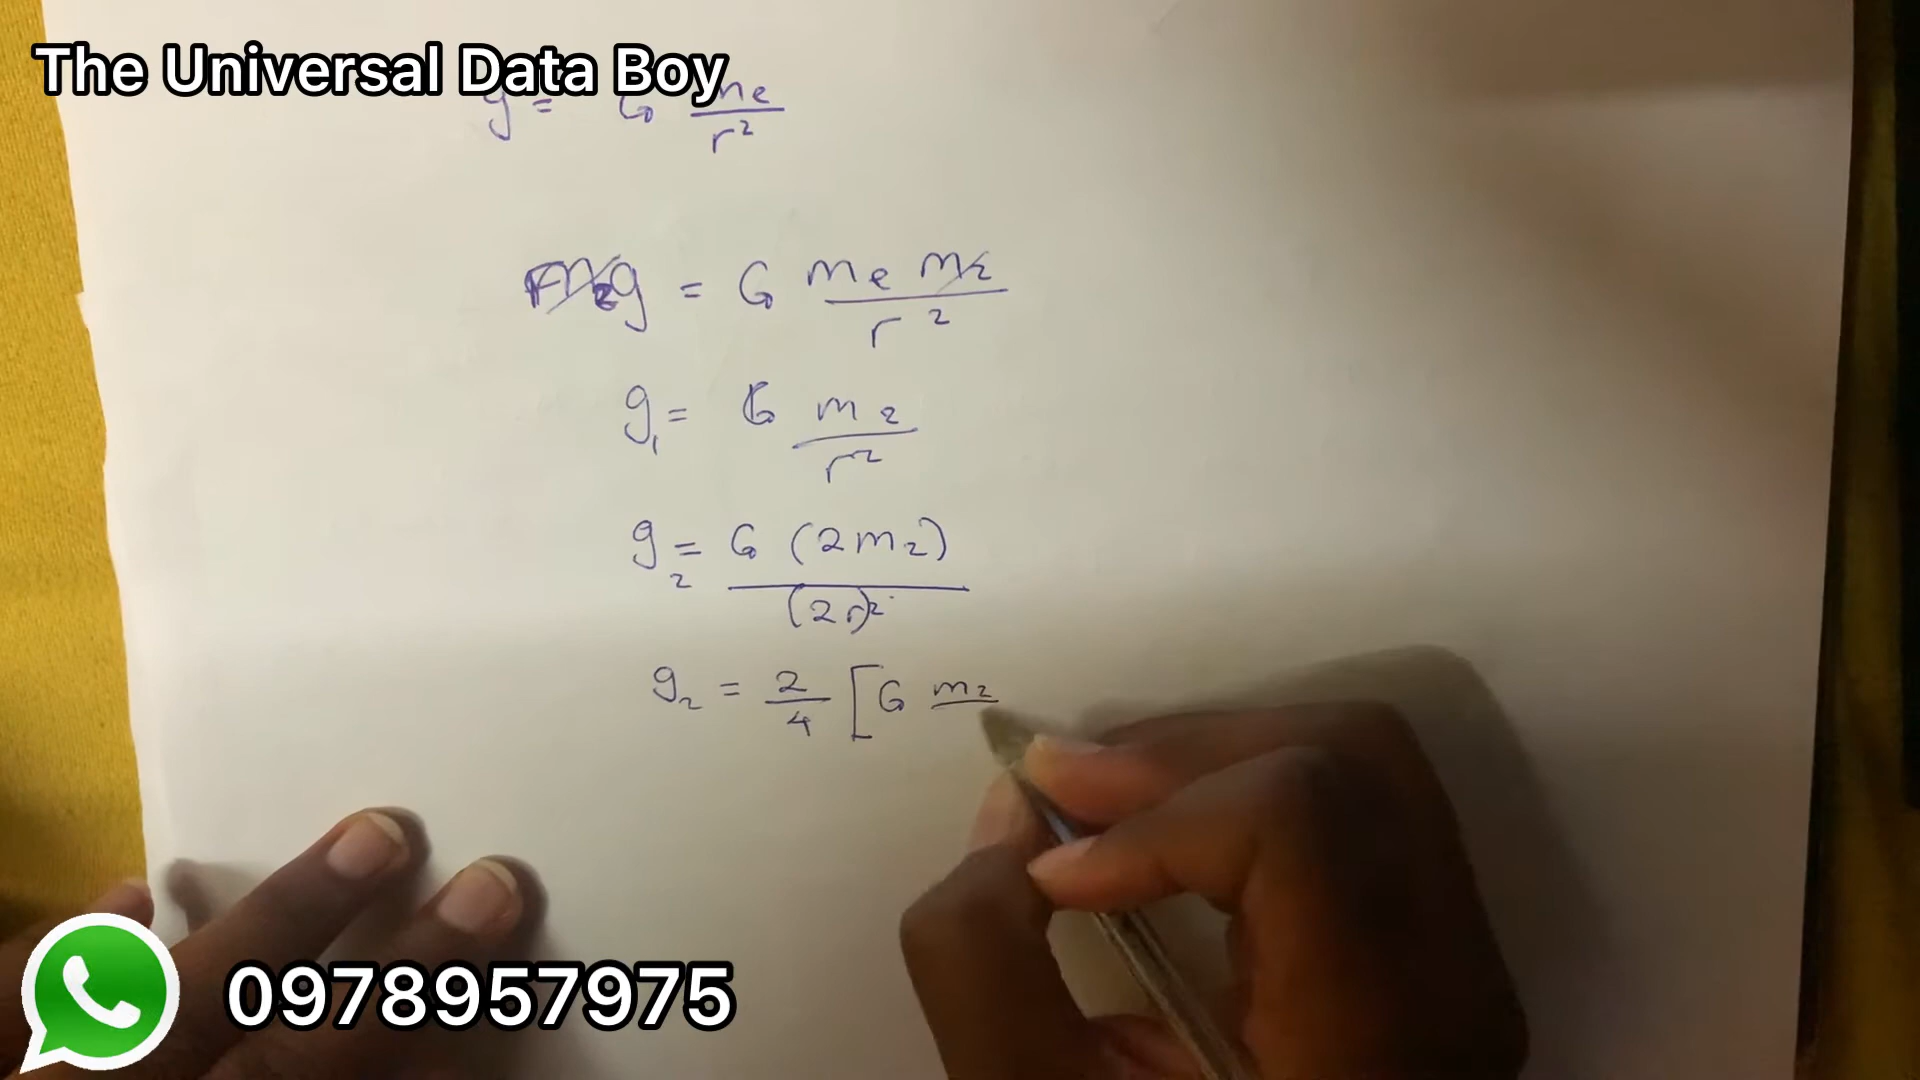 The Universal Data Boy
g = G me/r²
m₂g = G me m₂/r²
g₁ = G m₂/r²
g₂ = G (2m₂)/(2r)²
g₂ = 2/4 [G m₂
0978957975